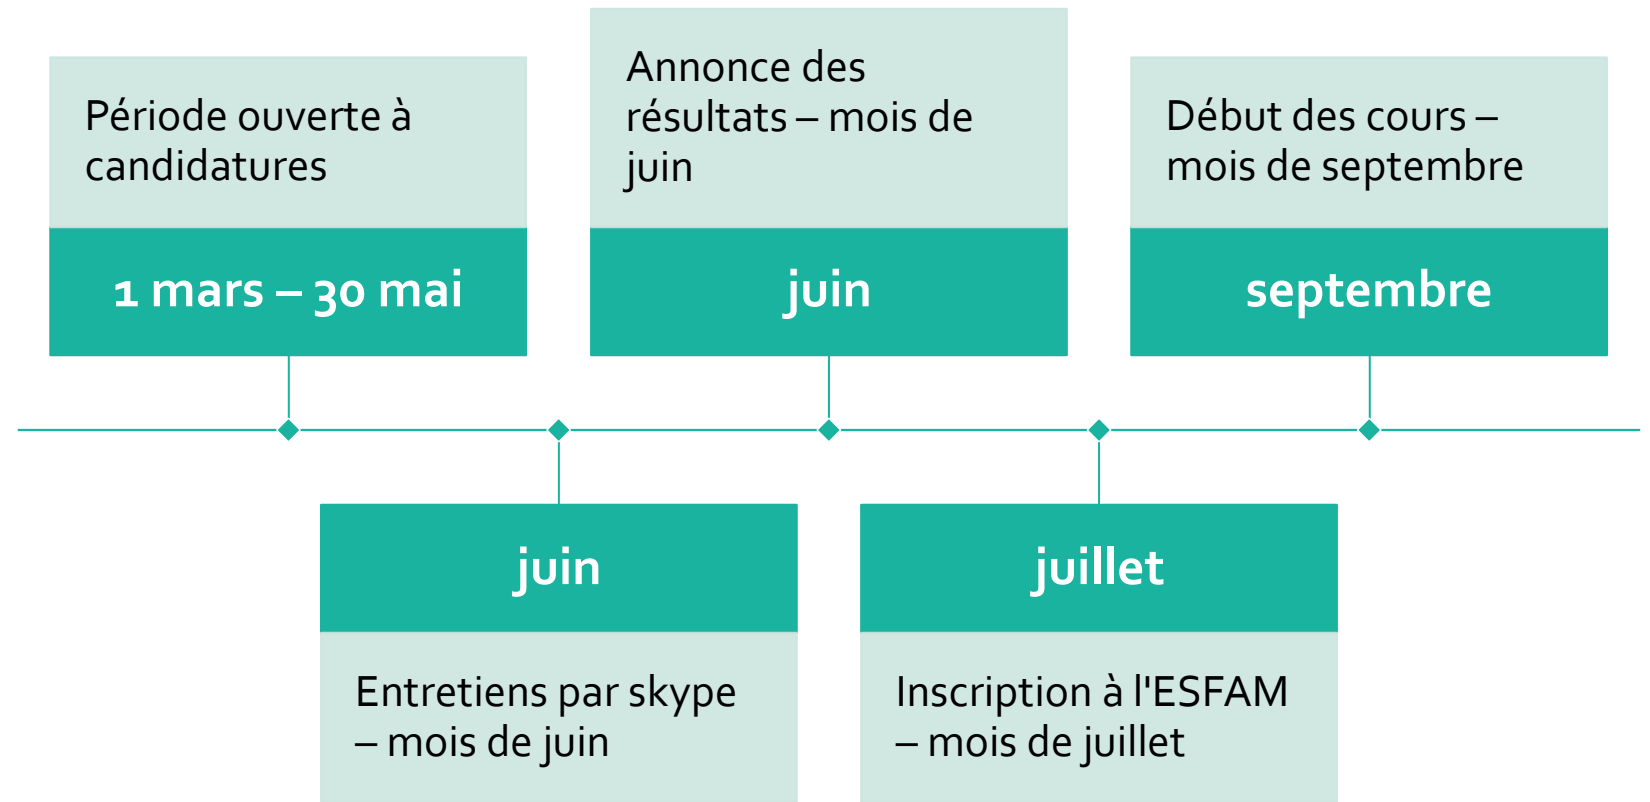 Période ouverte à
candidatures
1 mars – 30 mai
juin
Entretiens par skype
– mois de juin
Annonce des
résultats – mois de
juin
juin
juillet
Inscription à l'ESFAM
– mois de juillet
Début des cours –
mois de septembre
septembre